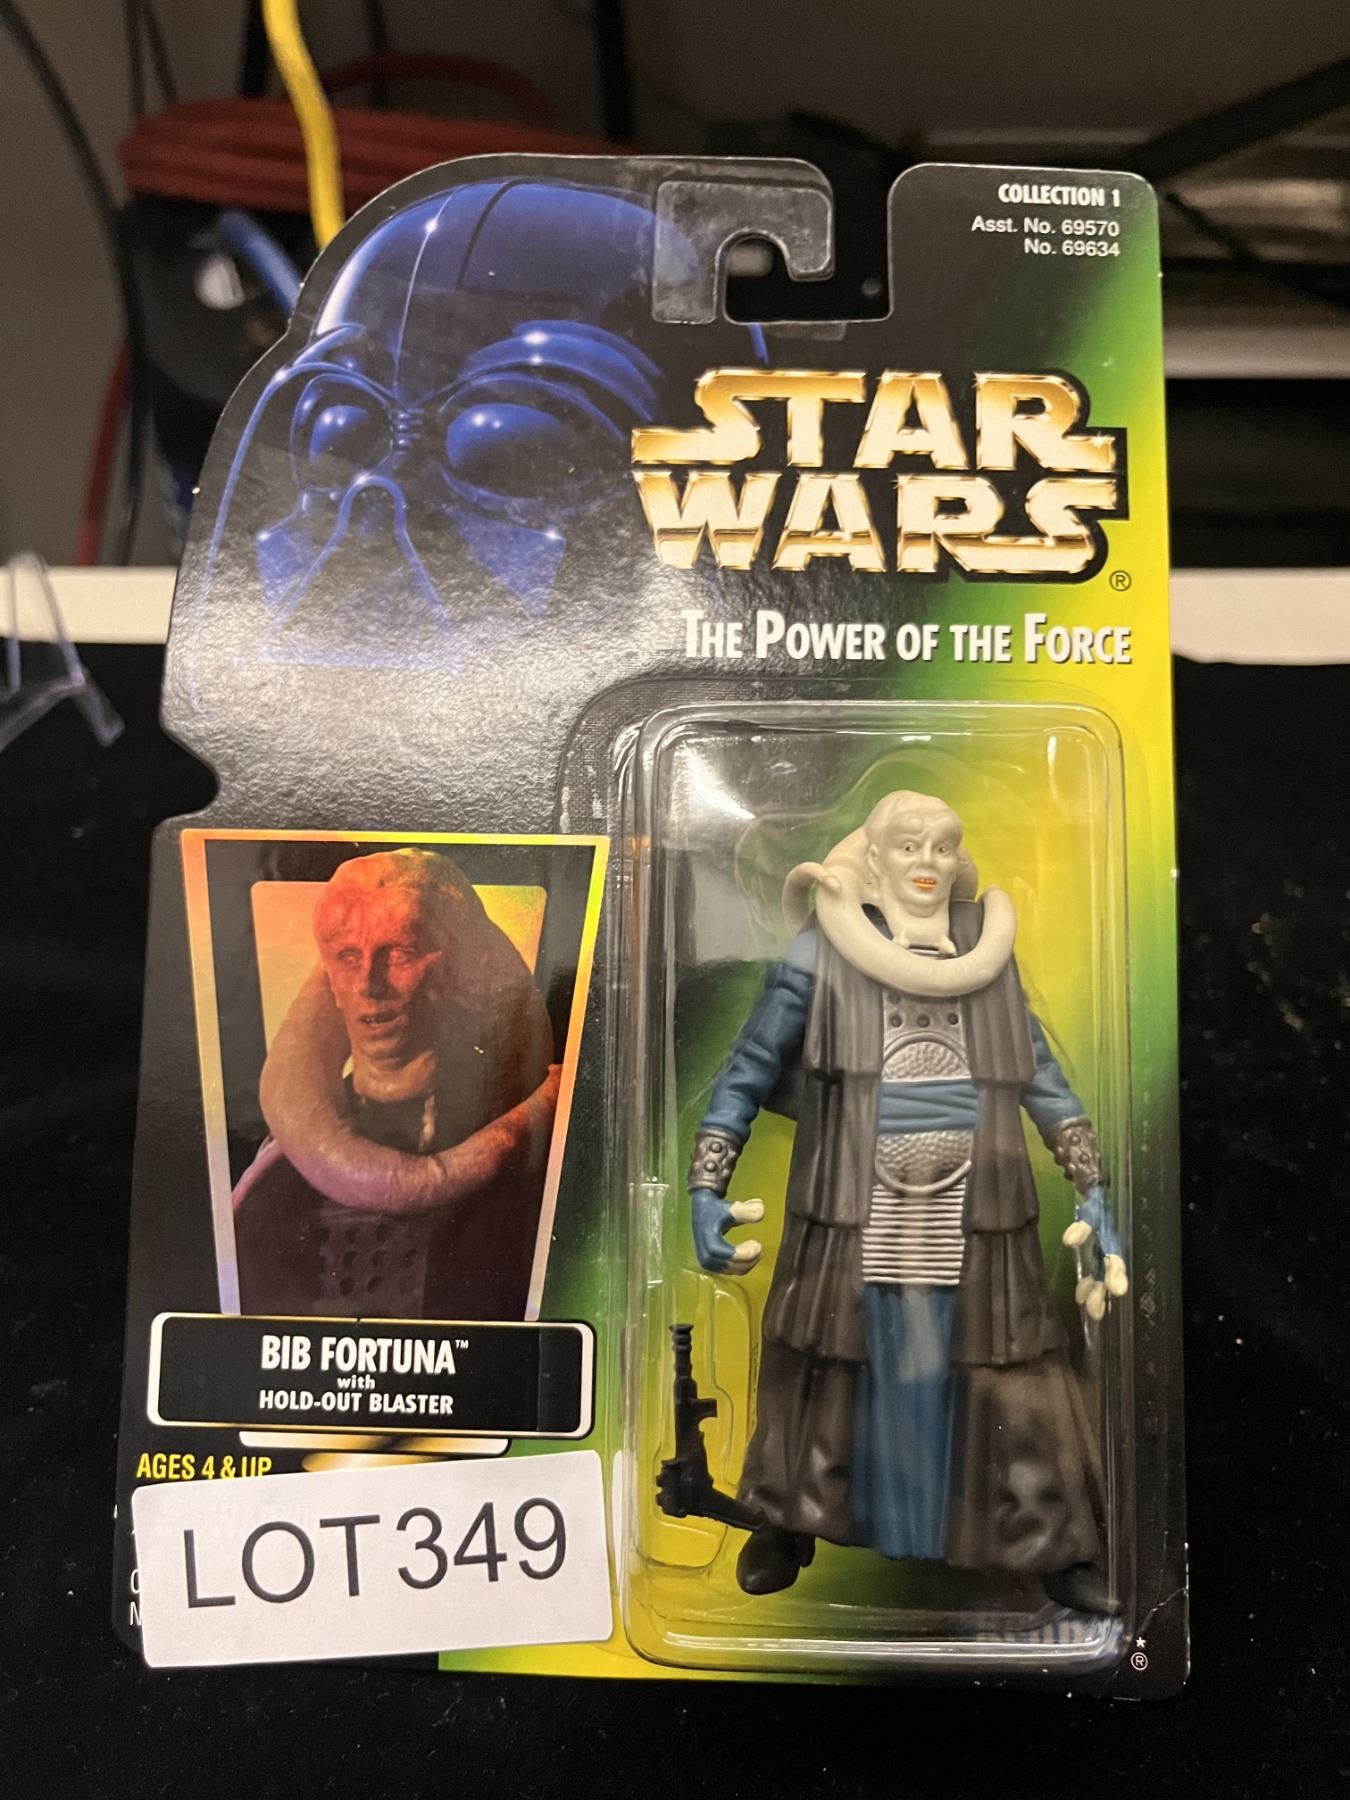 COLLECTION 1
Asst. No. 69570
No. 69634
STAR
WARS
®
THE POWER OF THE FORCE
BIB FORTUNA™
with
HOLD-OUT BLASTER
AGES 4 & UP
LOT 349
Kenner
*
®